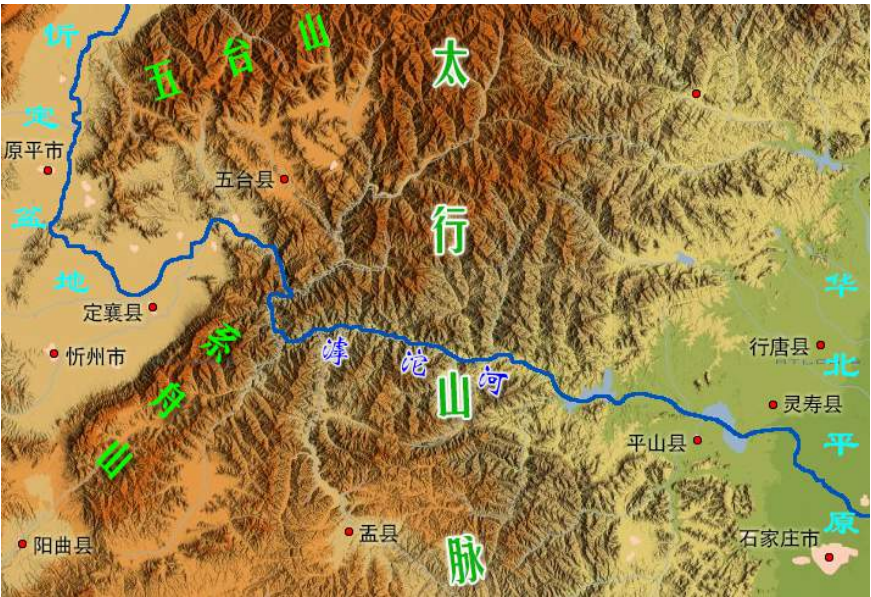 忻定盆地
五台山
太行山脉
原平市
五台县
定襄县
忻州市
系舟山
滹沱河
华北平原
行唐县
灵寿县
平山县
石家庄市
盂县
阳曲县